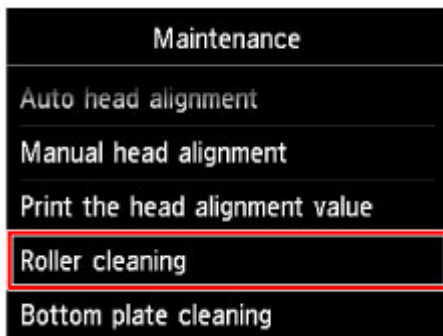 Maintenance
Auto head alignment
Manual head alignment
Print the head alignment value
Roller cleaning
Bottom plate cleaning